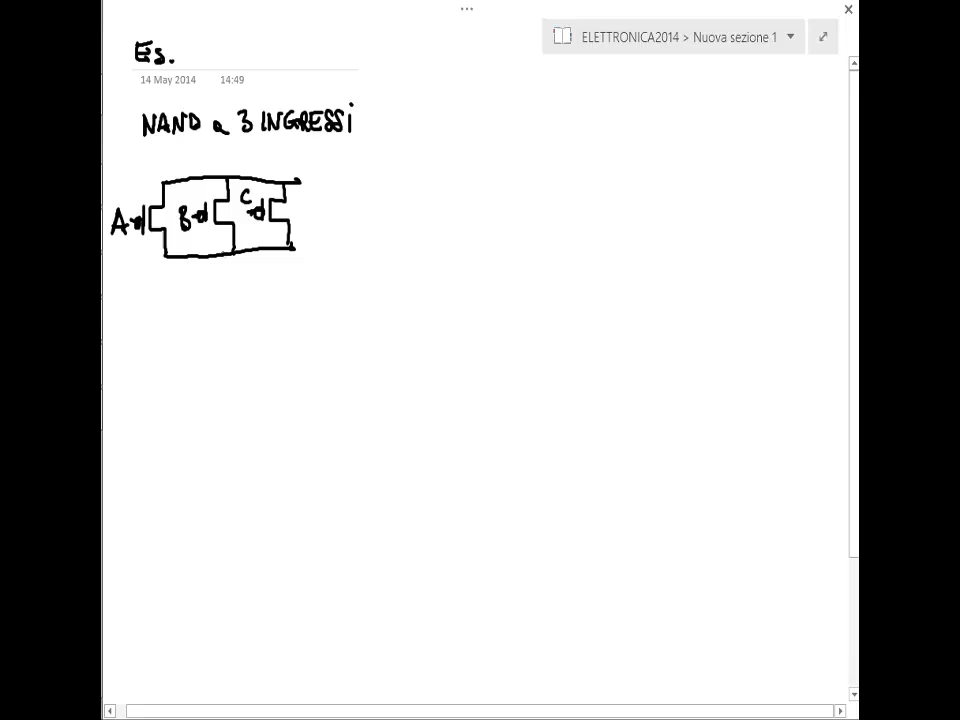 ELETTRONICA2014 > Nuova sezione 1
Es.
14 May 2014 14:49
NAND a 3 INGRESSI
A B C